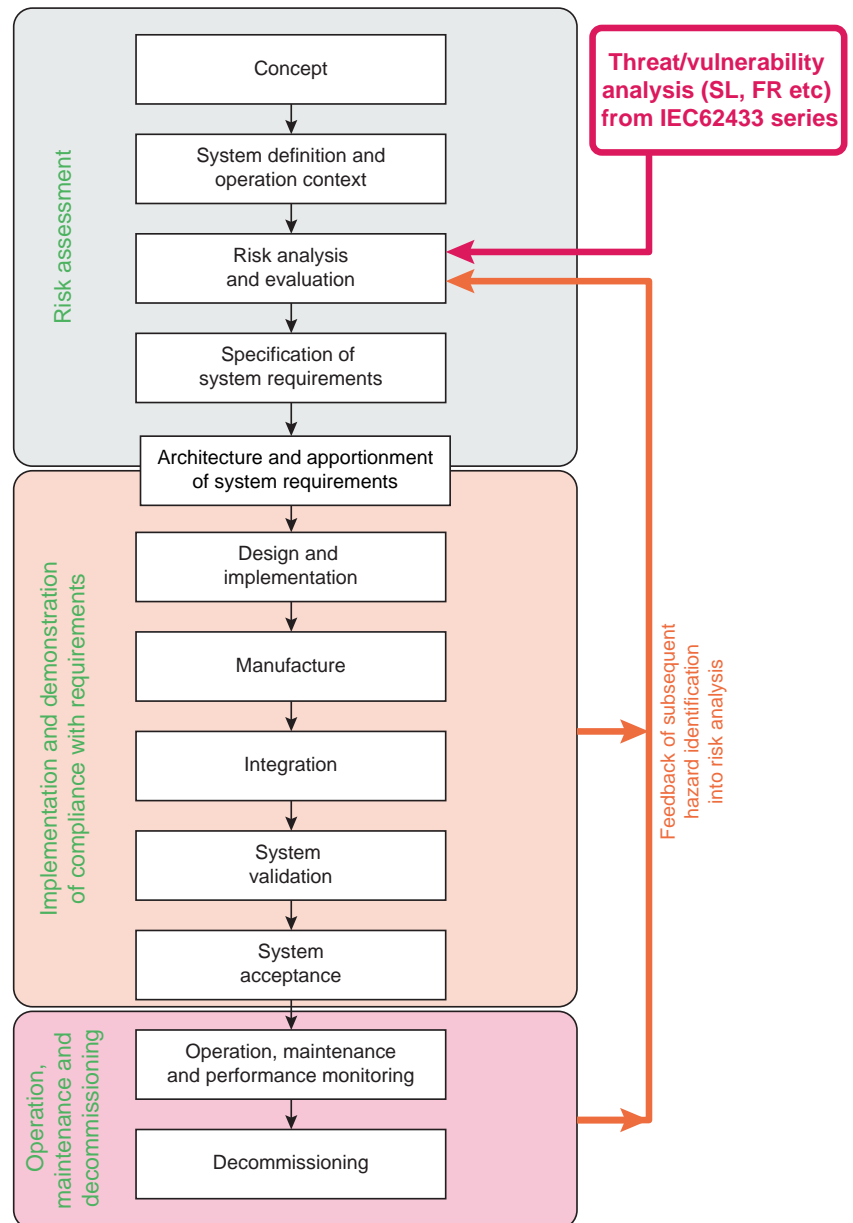 Concept
System definition and
operation context
Risk analysis
and evaluation
Specification of
system requirements
Architecture and apportionment
of system requirements
Design and
implementation
Manufacture
Integration
System
validation
System
acceptance
Operation, maintenance
and performance monitoring
Decommissioning
Risk assessment
Implementation and demonstration
of compliance with requirements
Operation,
maintenance and
decommissioning
Threat/vulnerability
analysis (SL, FR etc)
from IEC62433 series
Feedback of subsequent
hazard identification
into risk analysis